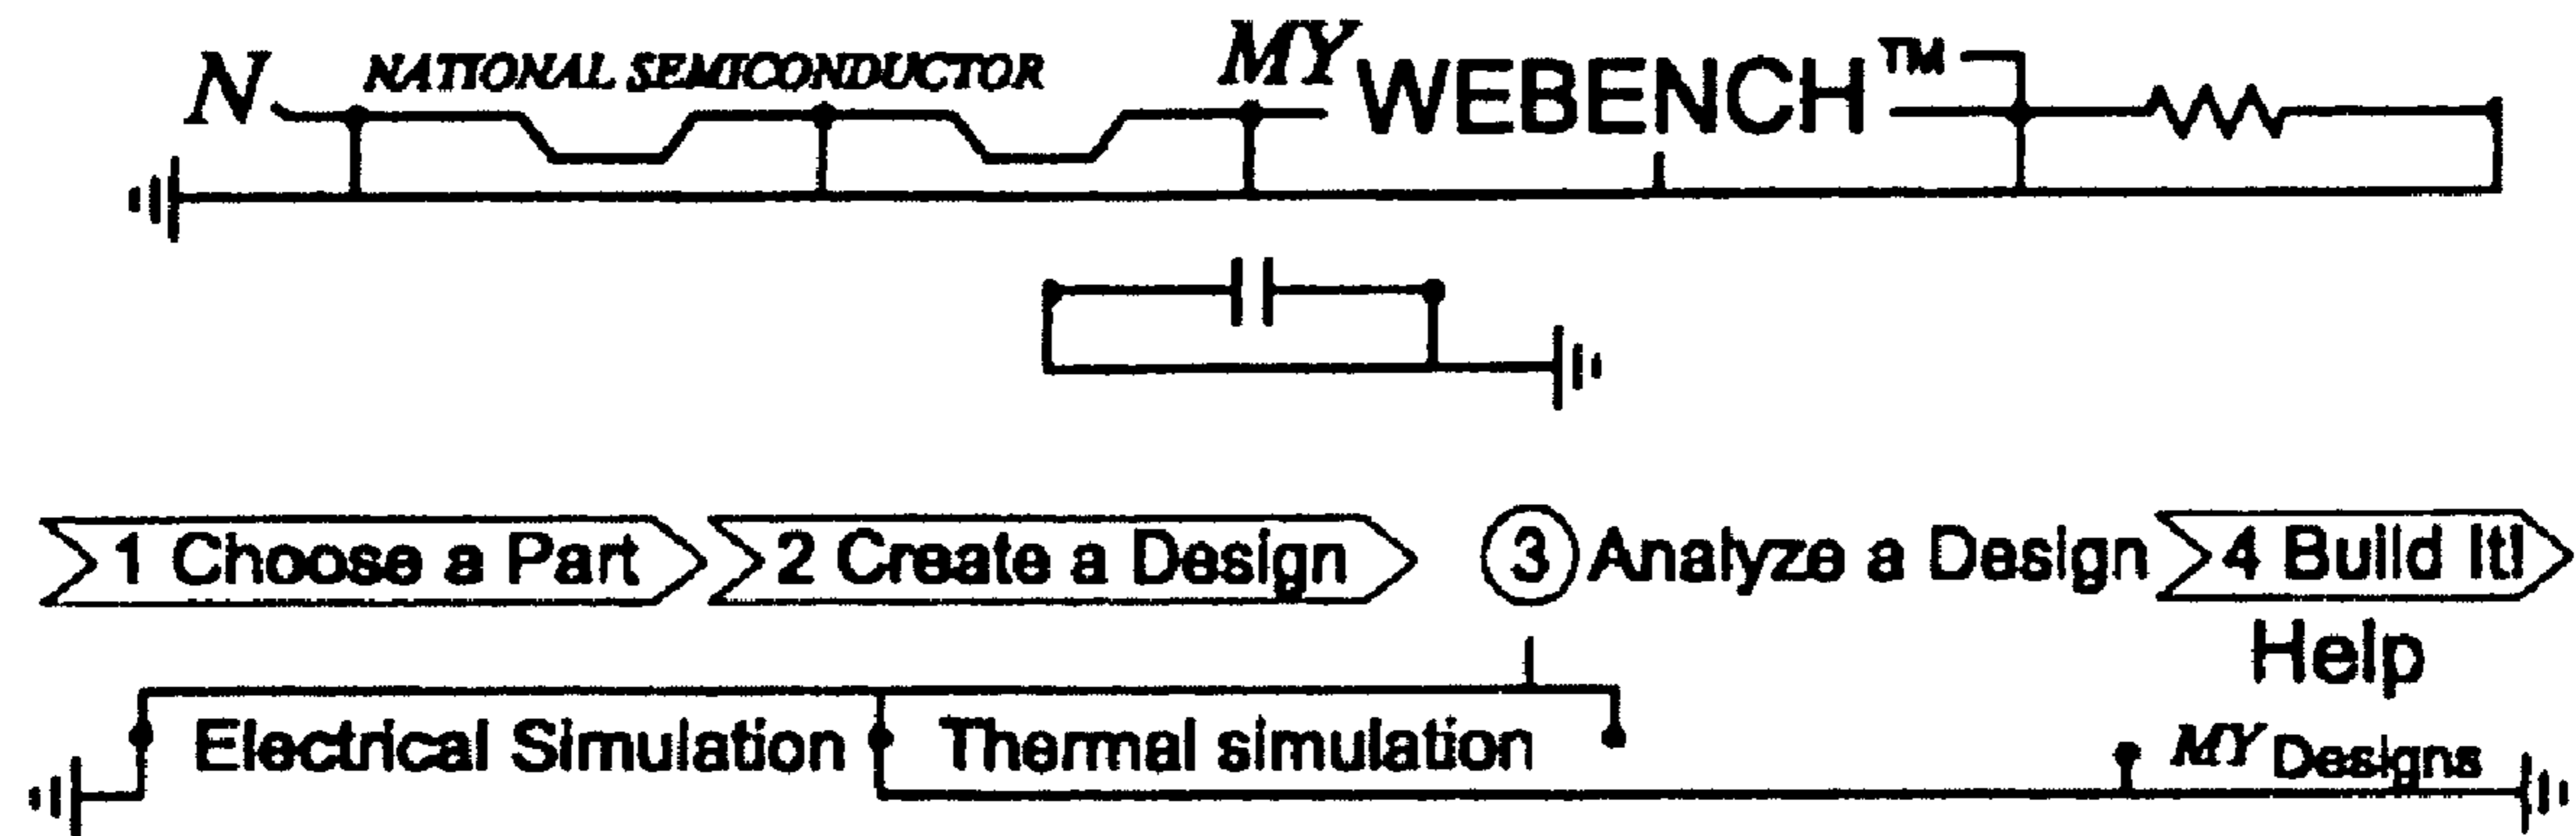 N NATIONAL SEMICONDUCTOR MY WEBENCH™
1 Choose a Part 2 Create a Design 3 Analyze a Design 4 Build It!
Help
Electrical Simulation Thermal simulation
MY Designs